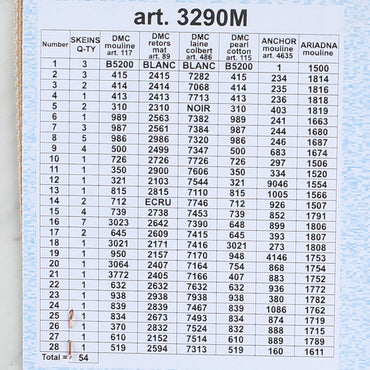 art. 3290M
Number SKEINS Q-TY DMC mouline art. 117 DMC retors mat art. 89 DMC laine colbert art. 486 DMC pearl cotton art. 115 ANCHOR mouline art. 4635 ARIADNA mouline
1 3 B5200 BLANC BLANC B5200 1 1500
2 3 415 2415 7282 415 234 1814
3 2 414 2414 7068 414 235 1816
4 1 413 2413 7713 413 236 1818
5 2 310 2310 NOIR 310 403 1819
6 1 989 2563 7382 989 241 1663
7 3 987 2561 7384 988 244 1680
8 5 986 2986 7320 986 246 1687
9 4 500 2499 7347 500 683 1674
10 1 726 2726 7726 726 297 1506
11 1 350 2900 7606 350 334 1520
12 1 321 2103 7544 321 9046 1554
13 1 815 2815 7110 815 1005 1566
14 2 712 ECRU 7746 712 926 1507
15 4 739 2738 7453 739 852 1791
16 7 3023 2642 7390 648 899 1806
17 2 645 2609 7415 645 393 1807
18 1 3021 2171 7416 3021 273 1808
19 1 950 2157 7170 948 4146 1753
20 1 3064 2407 7164 754 868 1754
21 1 3772 2405 7166 407 883 1752
22 1 632 2632 7632 632 936 1772
23 1 938 2938 7938 938 380 1782
24 1 839 2839 7467 839 1086 1762
25 1 834 2673 7493 834 874 1719
26 1 370 2832 7524 832 888 1715
27 1 610 2152 7514 610 889 1789
28 1 519 2594 7313 519 160 1611
Total = 54